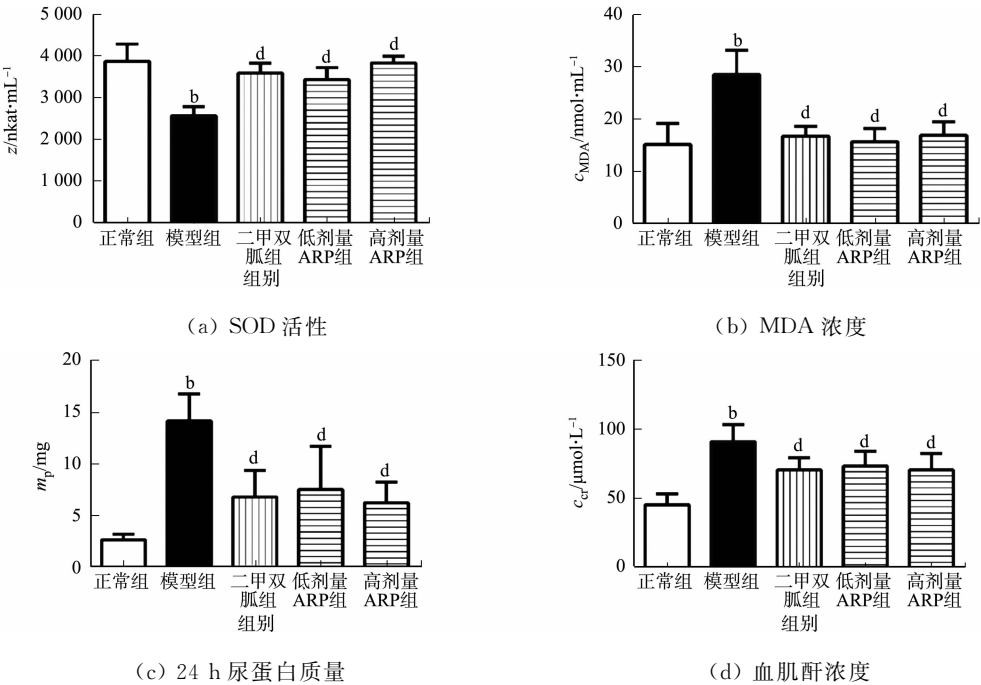 5 000
4 000
3 000
2 000
1 000
0
z/nkat·mL⁻¹
b
d
d
d
正常组 模型组 二甲双 低剂量 高剂量
胍组 ARP组 ARP组
组别
(a) SOD 活性
40
30
20
10
0
c_MDA/nmol·mL⁻¹
b
d
d
d
正常组 模型组 二甲双 低剂量 高剂量
胍组 ARP组 ARP组
组别
(b) MDA 浓度
20
15
10
5
0
m_p/mg
b
d
d
d
正常组 模型组 二甲双 低剂量 高剂量
胍组 ARP组 ARP组
组别
(c) 24 h 尿蛋白质量
150
100
50
0
c_cr/μmol·L⁻¹
b
d
d
d
正常组 模型组 二甲双 低剂量 高剂量
胍组 ARP组 ARP组
组别
(d) 血肌酐浓度